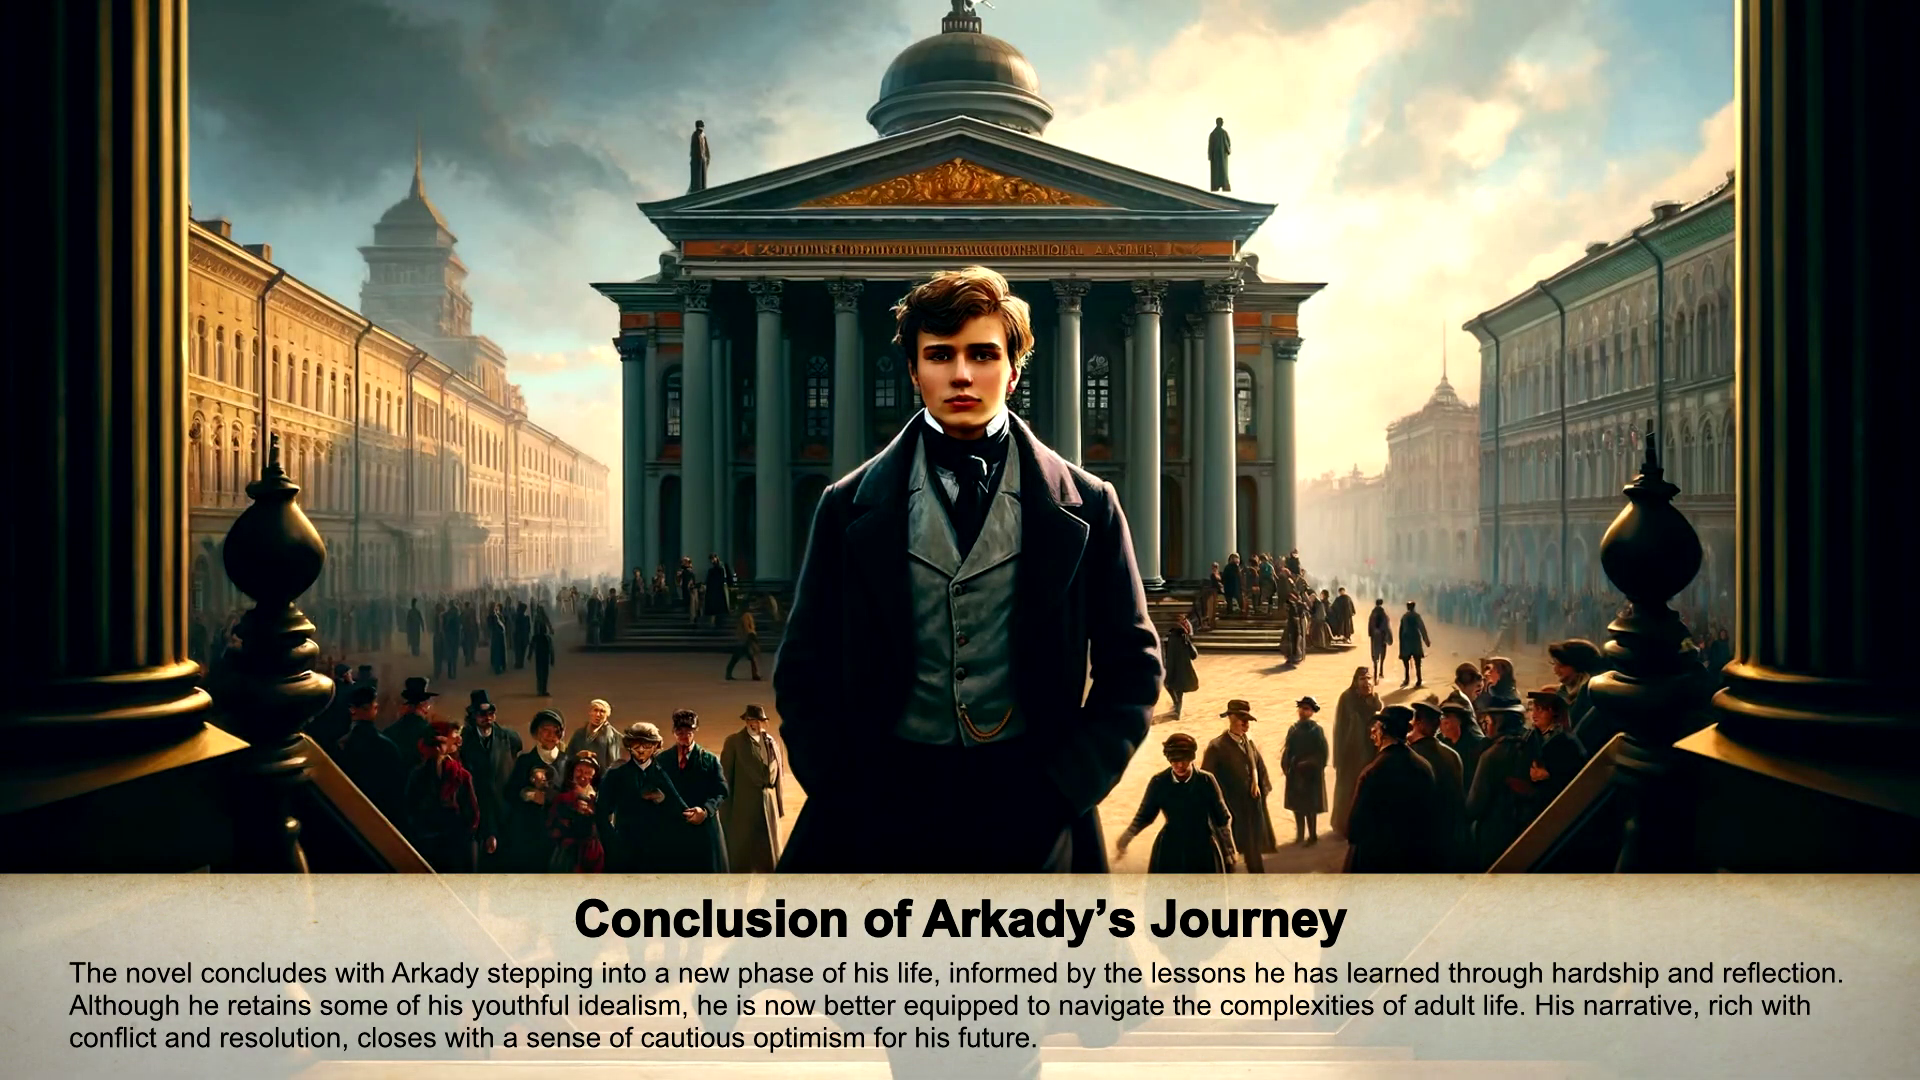 Conclusion of Arkady’s Journey
The novel concludes with Arkady stepping into a new phase of his life, informed by the lessons he has learned through hardship and reflection.
Although he retains some of his youthful idealism, he is now better equipped to navigate the complexities of adult life. His narrative, rich with
conflict and resolution, closes with a sense of cautious optimism for his future.